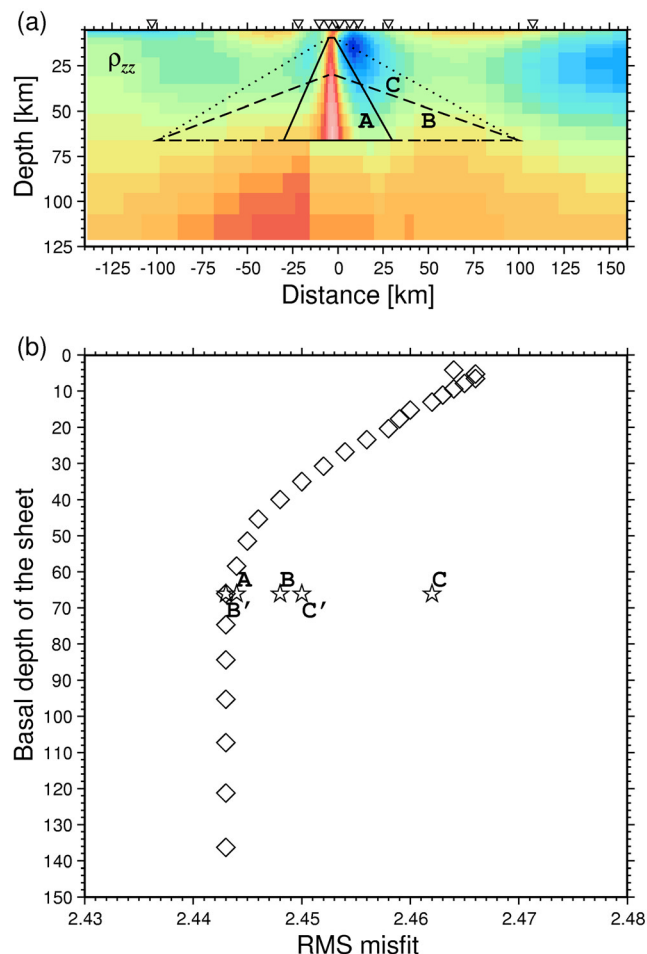 (a)
ρzz
A
B
C
25
50
75
100
125
Depth [km]
-125 -100 -75 -50 -25 0 25 50 75 100 125 150
Distance [km]
(b)
0
10
20
30
40
50
60
70
80
90
100
110
120
130
140
150
Basal depth of the sheet
A B C
B′ C′
2.43 2.44 2.45 2.46 2.47 2.48
RMS misfit